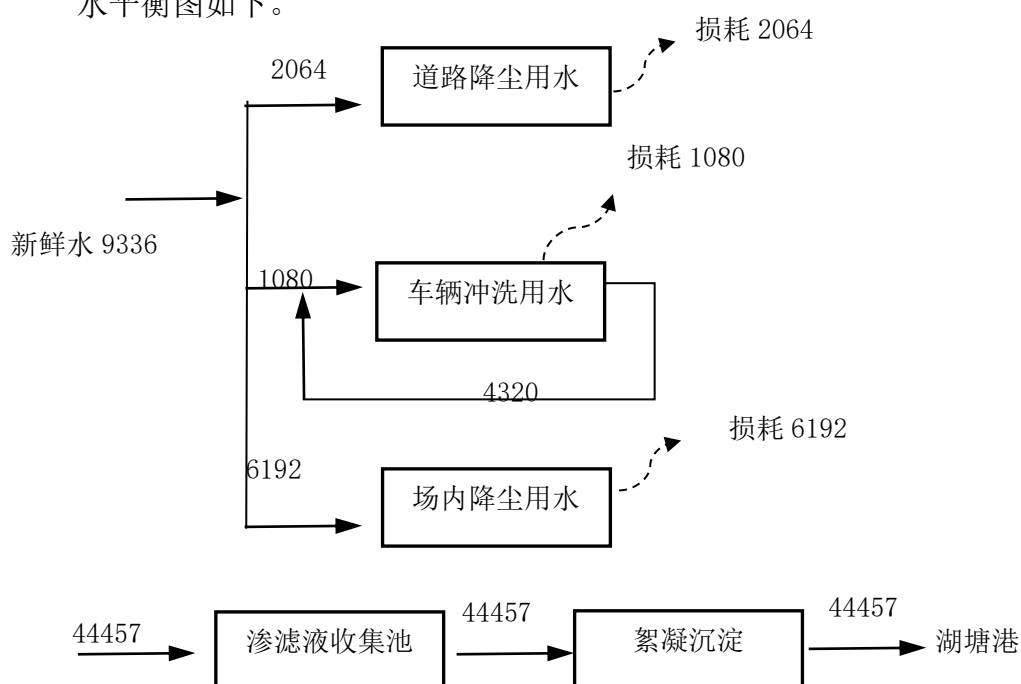 水平衡图如下。
损耗 2064
2064
道路降尘用水
损耗 1080
新鲜水 9336
1080
车辆冲洗用水
4320
损耗 6192
6192
场内降尘用水
44457
渗滤液收集池
44457
絮凝沉淀
44457
湖塘港